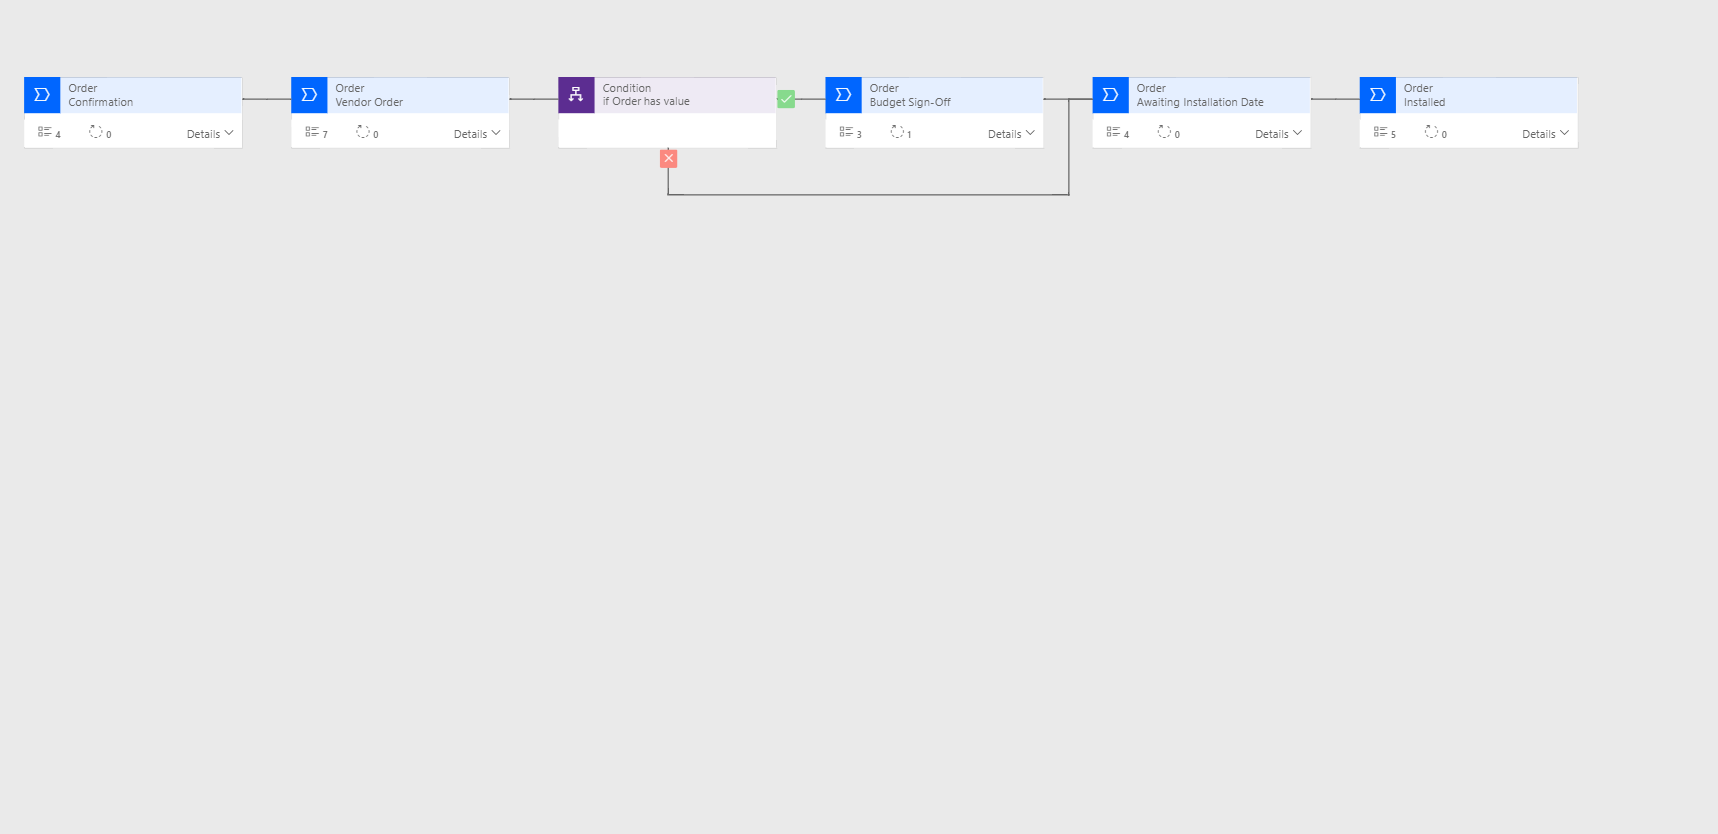 Order
Confirmation
4
0
Details
Order
Vendor Order
7
0
Details
Condition
if Order has value
Order
Budget Sign-Off
3
1
Details
Order
Awaiting Installation Date
4
0
Details
Order
Installed
5
0
Details